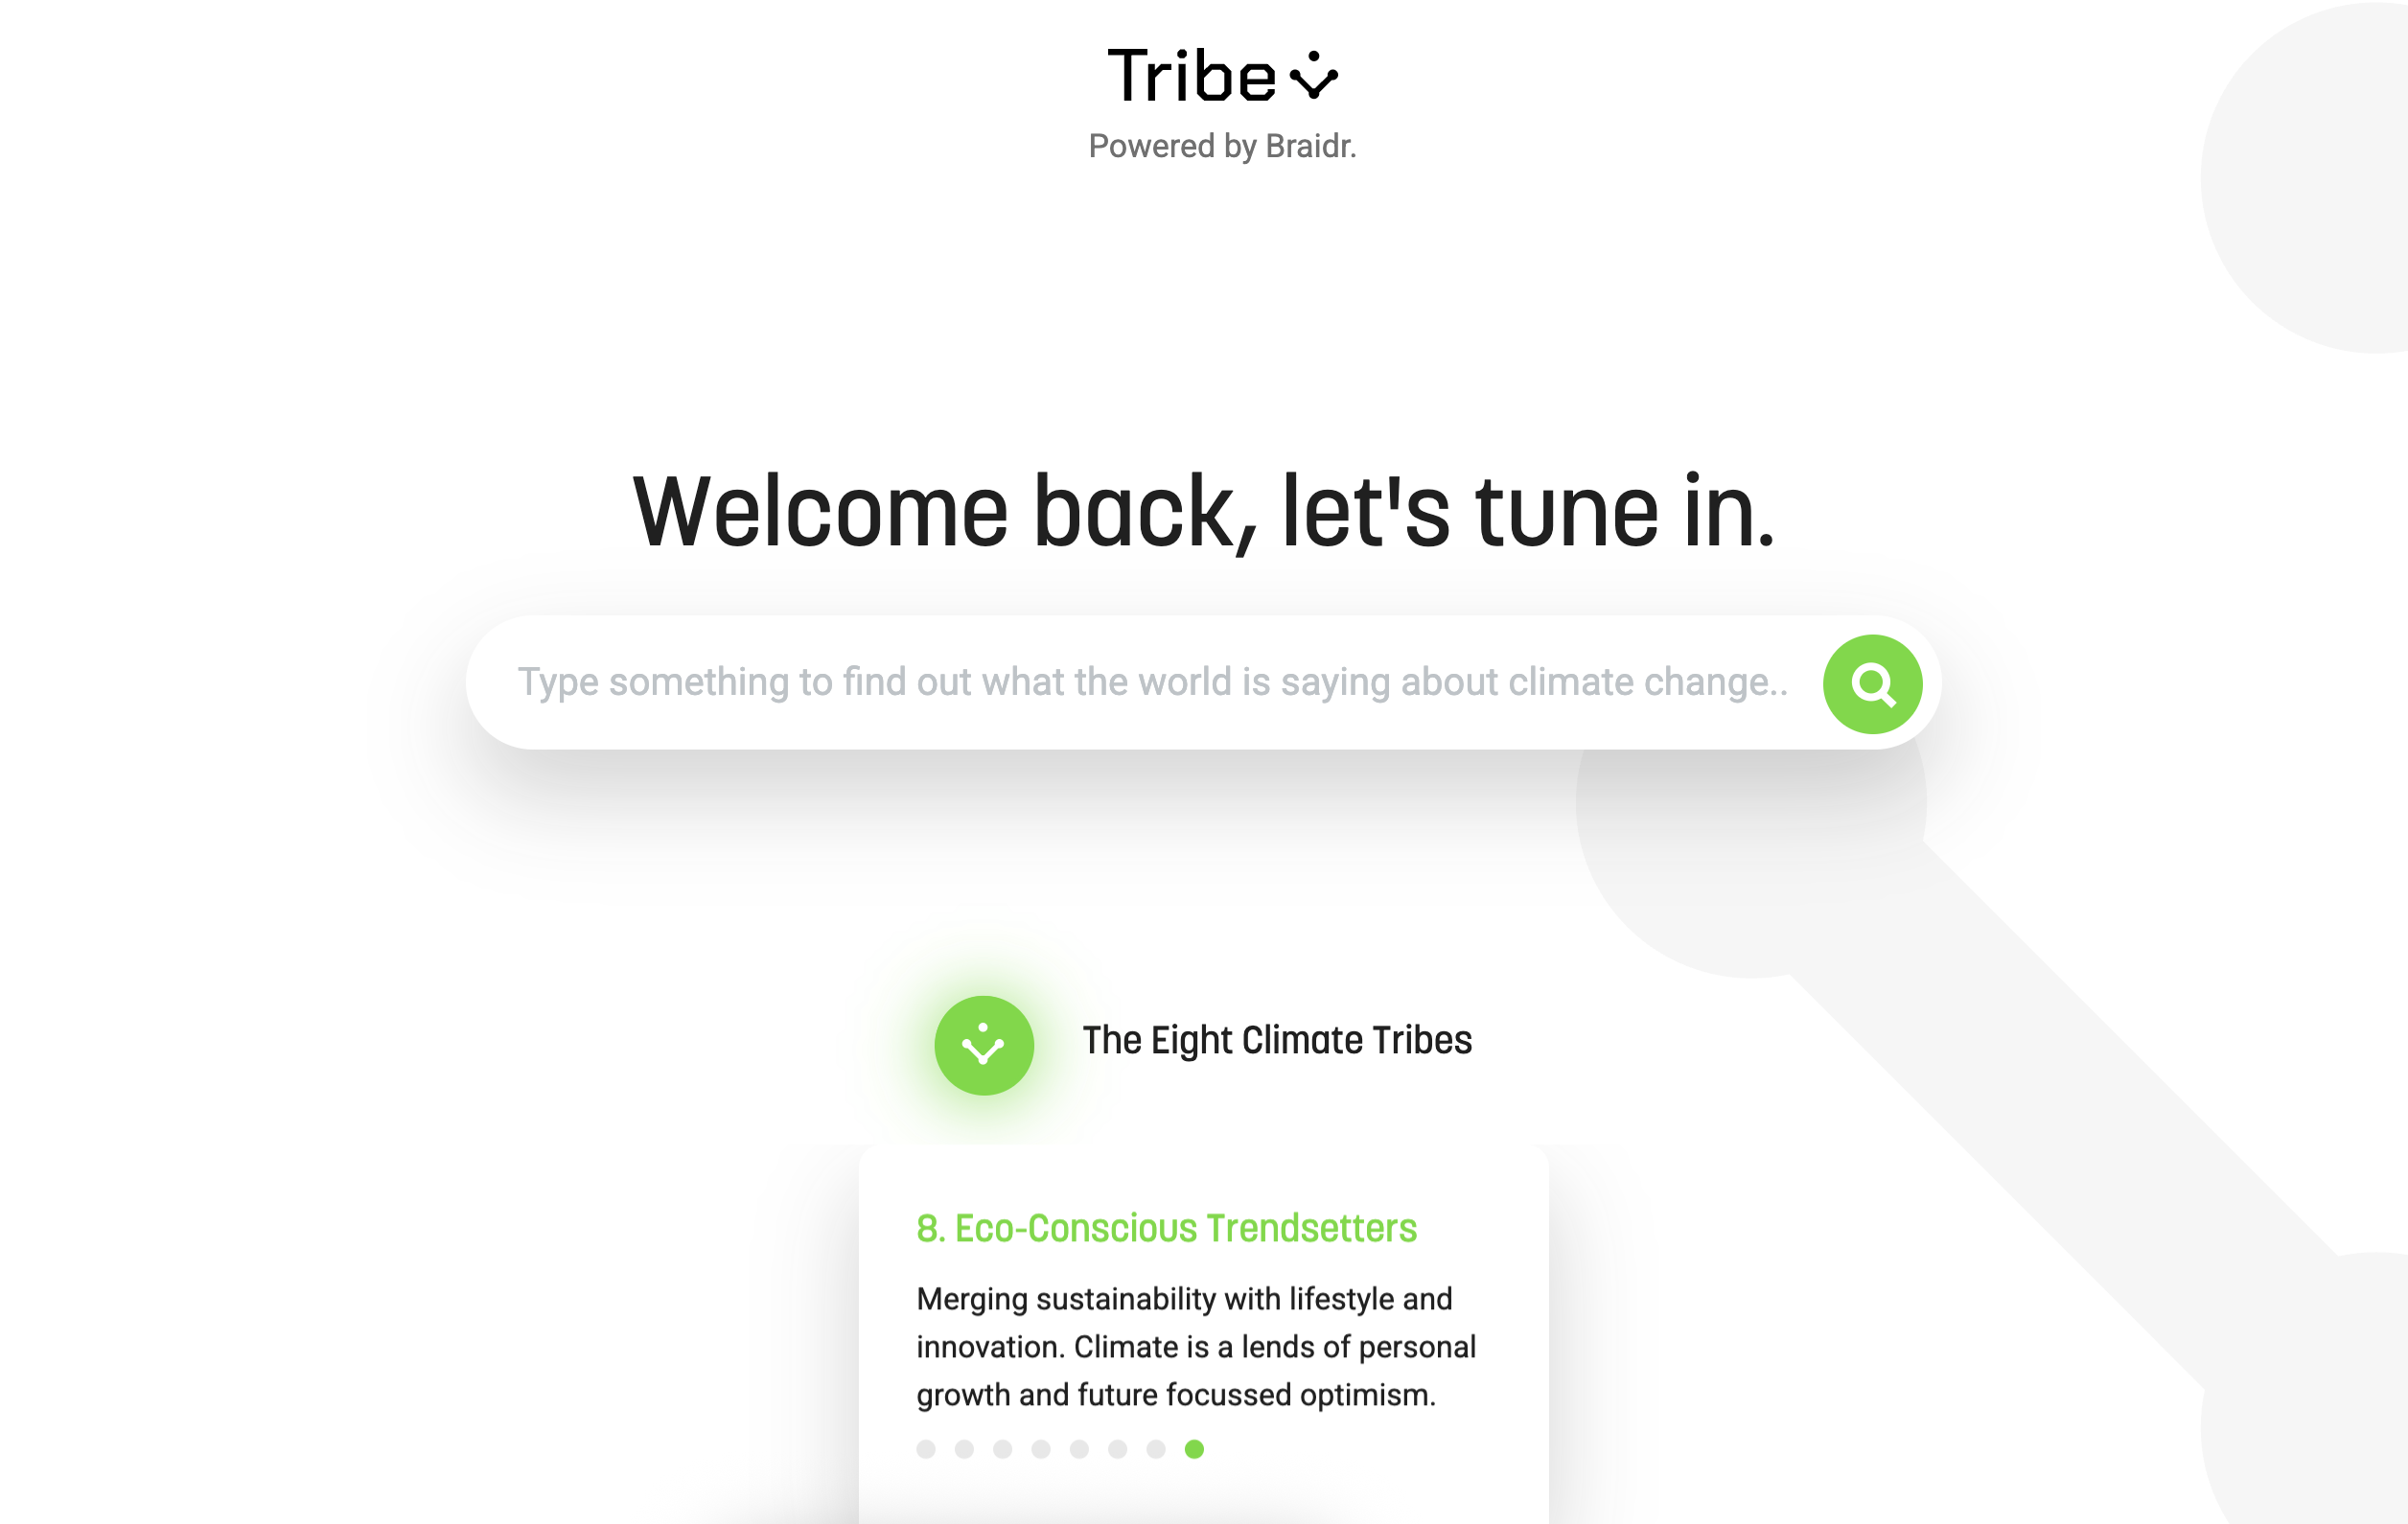 Tribe
Powered by Braidr.
Welcome back, let's tune in.
Type something to find out what the world is saying about climate change..
The Eight Climate Tribes
8. Eco-Conscious Trendsetters
Merging sustainability with lifestyle and
innovation. Climate is a lends of personal
growth and future focussed optimism.